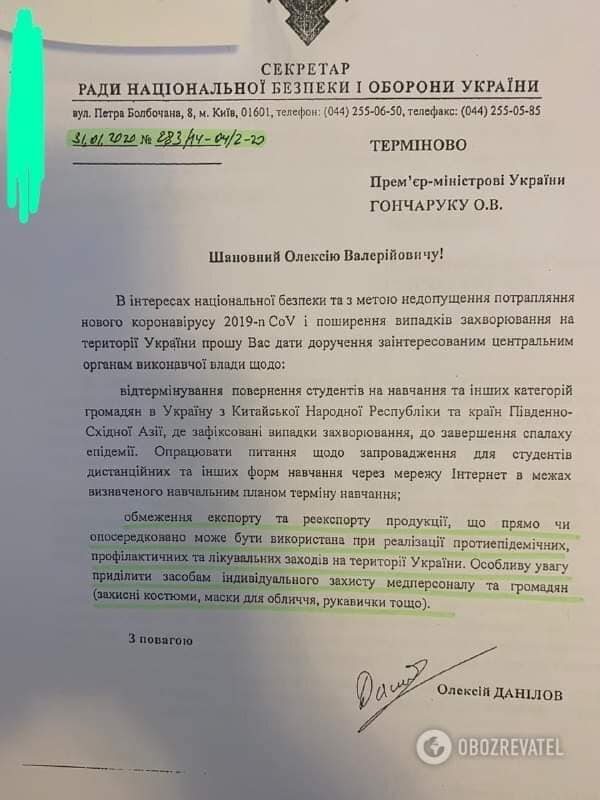 СЕКРЕТАР
РАДИ НАЦІОНАЛЬНОЇ БЕЗПЕКИ І ОБОРОНИ УКРАЇНИ
вул. Петра Болбочана, 8, м. Київ, 01601, телефон: (044) 255-06-50, телефакс: (044) 255-05-85
31.01.2020 № 283/14-04/2-20
ТЕРМІНОВО
Прем’єр-міністрові України
ГОНЧАРУКУ О.В.
Шановний Олексію Валерійовичу!
В інтересах національної безпеки та з метою недопущення потрапляння
нового коронавірусу 2019-n CoV і поширення випадків захворювання на
території України прошу Вас дати доручення заінтересованим центральним
органам виконавчої влади щодо:
відтермінування повернення студентів на навчання та інших категорій
громадян в Україну з Китайської Народної Республіки та країн Південно-
Східної Азії, де зафіксовані випадки захворювання, до завершення спалаху
епідемії. Опрацювати питання щодо запровадження для студентів
дистанційних та інших форм навчання через мережу Інтернет в межах
визначеного навчальним планом терміну навчання;
обмеження експорту та реекспорту продукції, що прямо чи
опосередковано може бути використана при реалізації протиепідемічних,
профілактичних та лікувальних заходів на території України. Особливу увагу
приділити засобам індивідуального захисту медперсоналу та громадян
(захисні костюми, маски для обличчя, рукавички тощо).
З повагою
Олексій ДАНІЛОВ
OBOZREVATEL